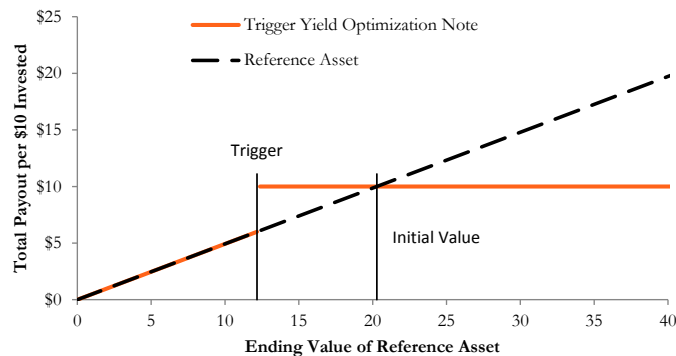 $25
Trigger Yield Optimization Note
Reference Asset
$20
$15
$10
$5
$0
Total Payout per $10 Invested
Trigger
Initial Value
0 5 10 15 20 25 30 35 40
Ending Value of Reference Asset